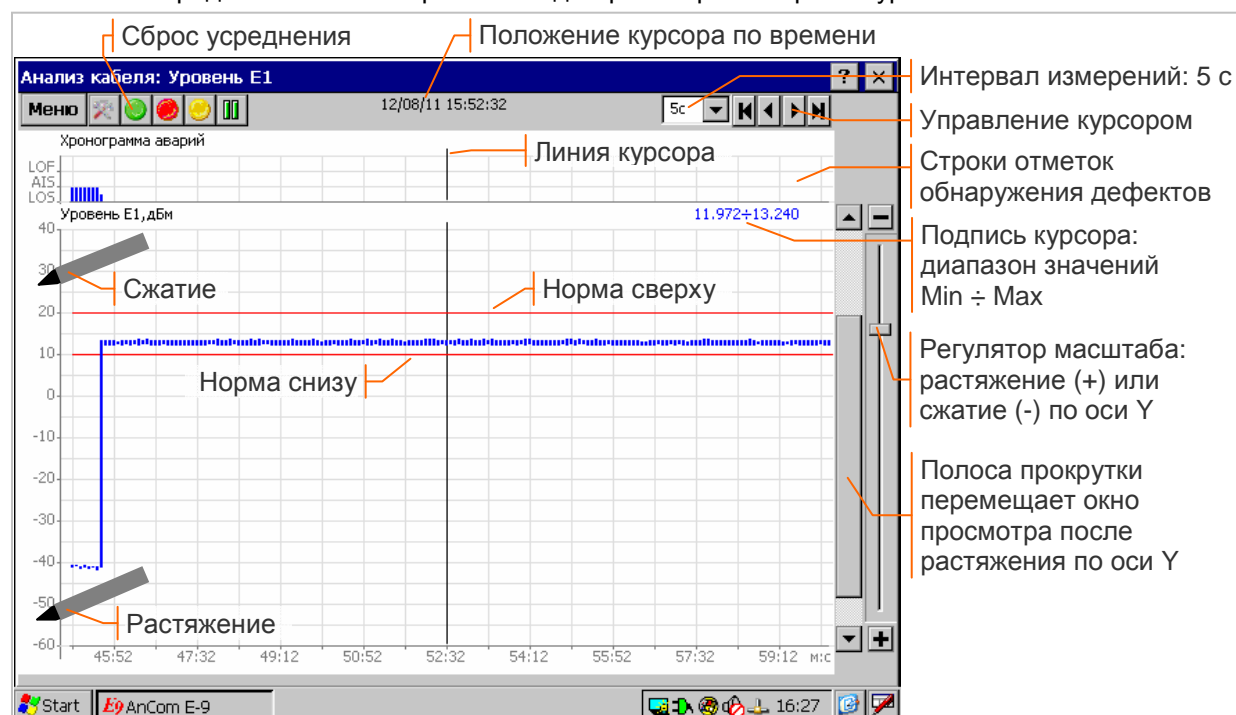 Сброс усреднения
Положение курсора по времени
Анализ кабеля: Уровень E1
? ×
Интервал измерений: 5 с
Меню
12/08/11 15:52:32
5с
Управление курсором
Хронограмма аварий
Линия курсора
Строки отметок
обнаружения дефектов
LOF
AIS
LOS
Уровень E1,дБм
11.972÷13.240
Подпись курсора:
диапазон значений
Min ÷ Max
40
30
Сжатие
Норма сверху
20
10
Норма снизу
Регулятор масштаба:
растяжение (+) или
сжатие (-) по оси Y
0
-10
-20
Полоса прокрутки
перемещает окно
просмотра после
растяжения по оси Y
-30
-40
-50
Растяжение
-60
45:52 47:32 49:12 50:52 52:32 54:12 55:52 57:32 59:12 м:с
Start E9 AnCom E-9 16:27